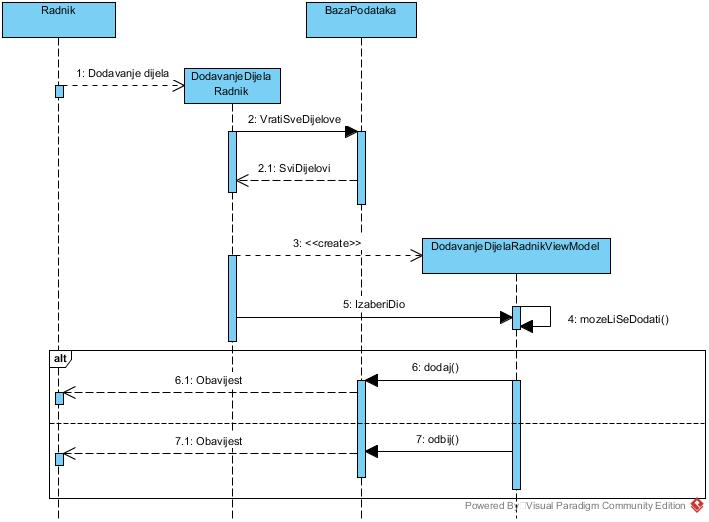 Radnik
BazaPodataka
1: Dodavanje dijela
DodavanjeDijela
Radnik
2: VratiSveDijelove
2.1: SviDijelovi
3: <<create>>
DodavanjeDijelaRadnikViewModel
5: IzaberiDio
4: mozeLiSeDodati()
alt
6: dodaj()
6.1: Obavijest
7: odbij()
7.1: Obavijest
Powered By Visual Paradigm Community Edition